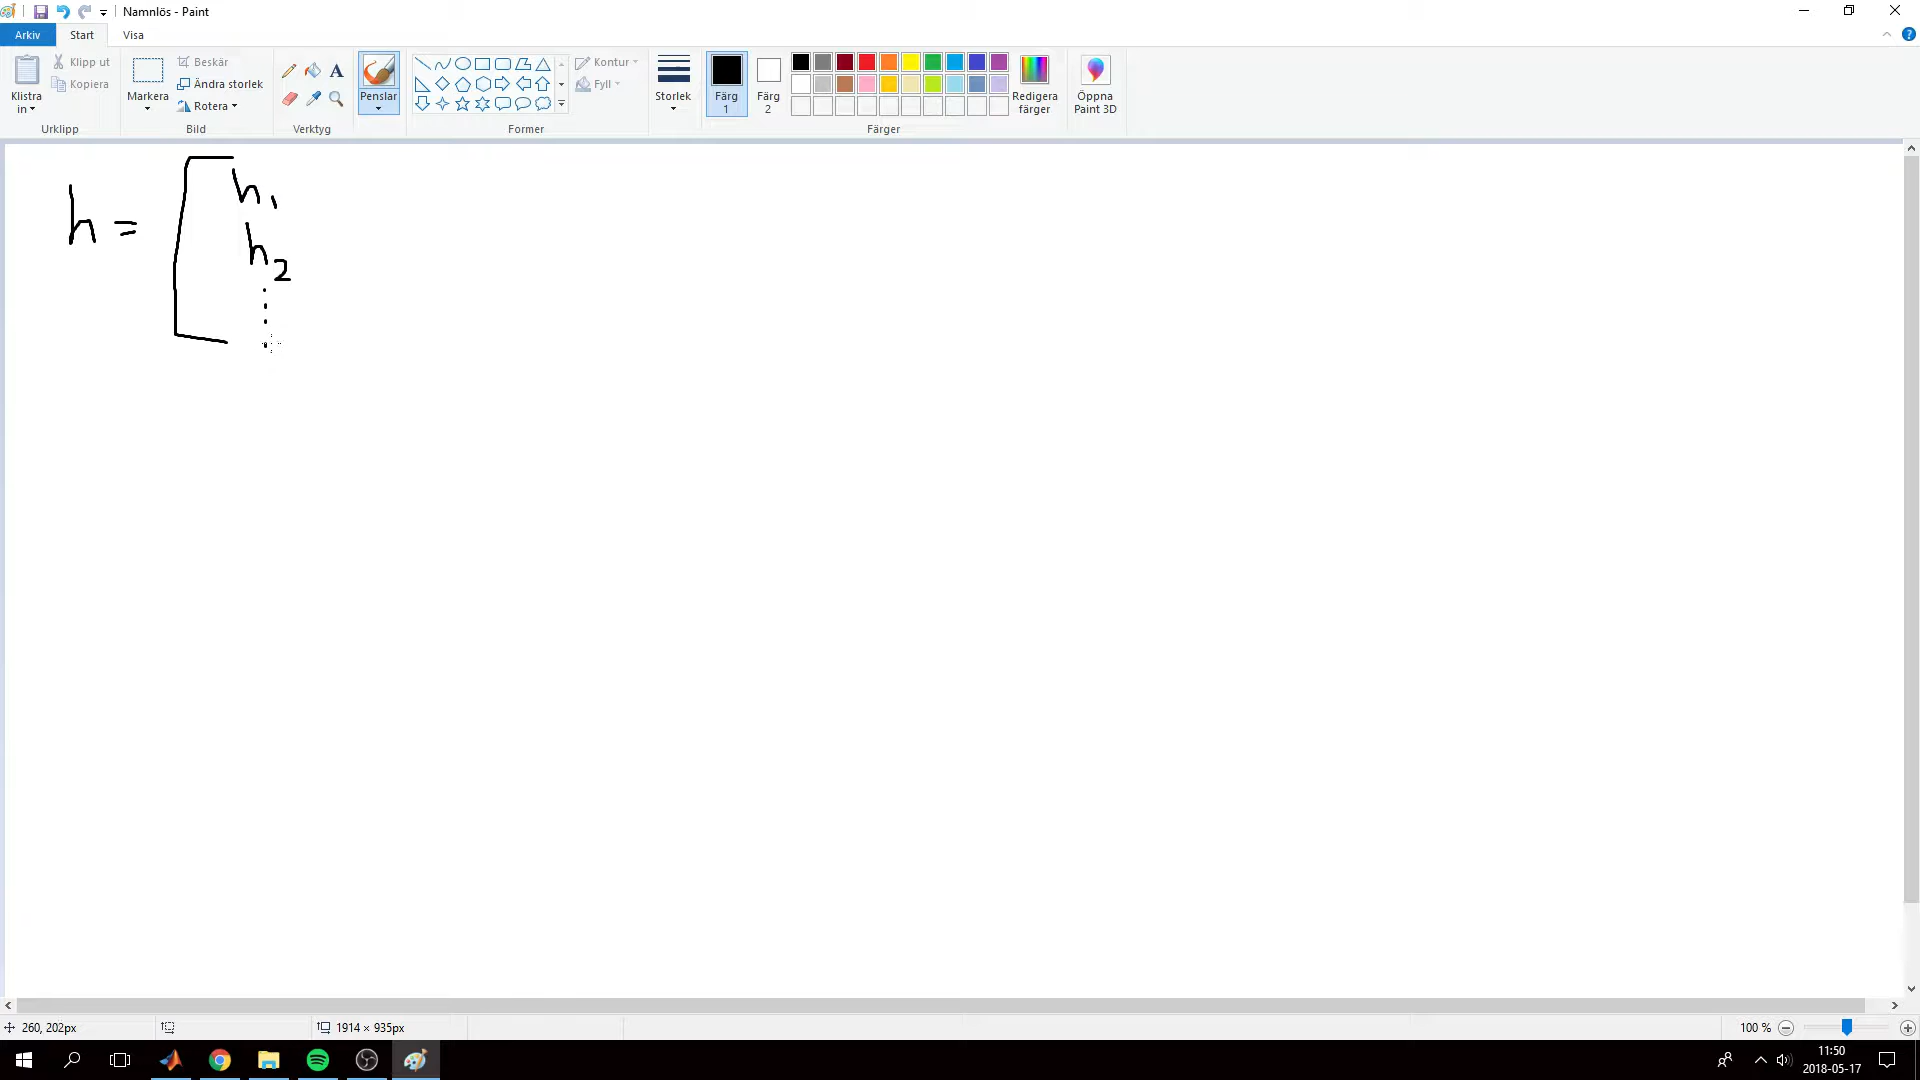 Namnlös - Paint
Arkiv Start Visa
Klistra in
Klipp ut
Kopiera
Urklipp
Markera
Beskär
Ändra storlek
Rotera
Bild
A
Verktyg
Penslar
Former
Kontur
Fyll
Storlek
Färg 1
Färg 2
Färger
Redigera färger
Öppna Paint 3D
h = [ h1
h2
260, 202px
1914 × 935px
100 %
11:50
2018-05-17